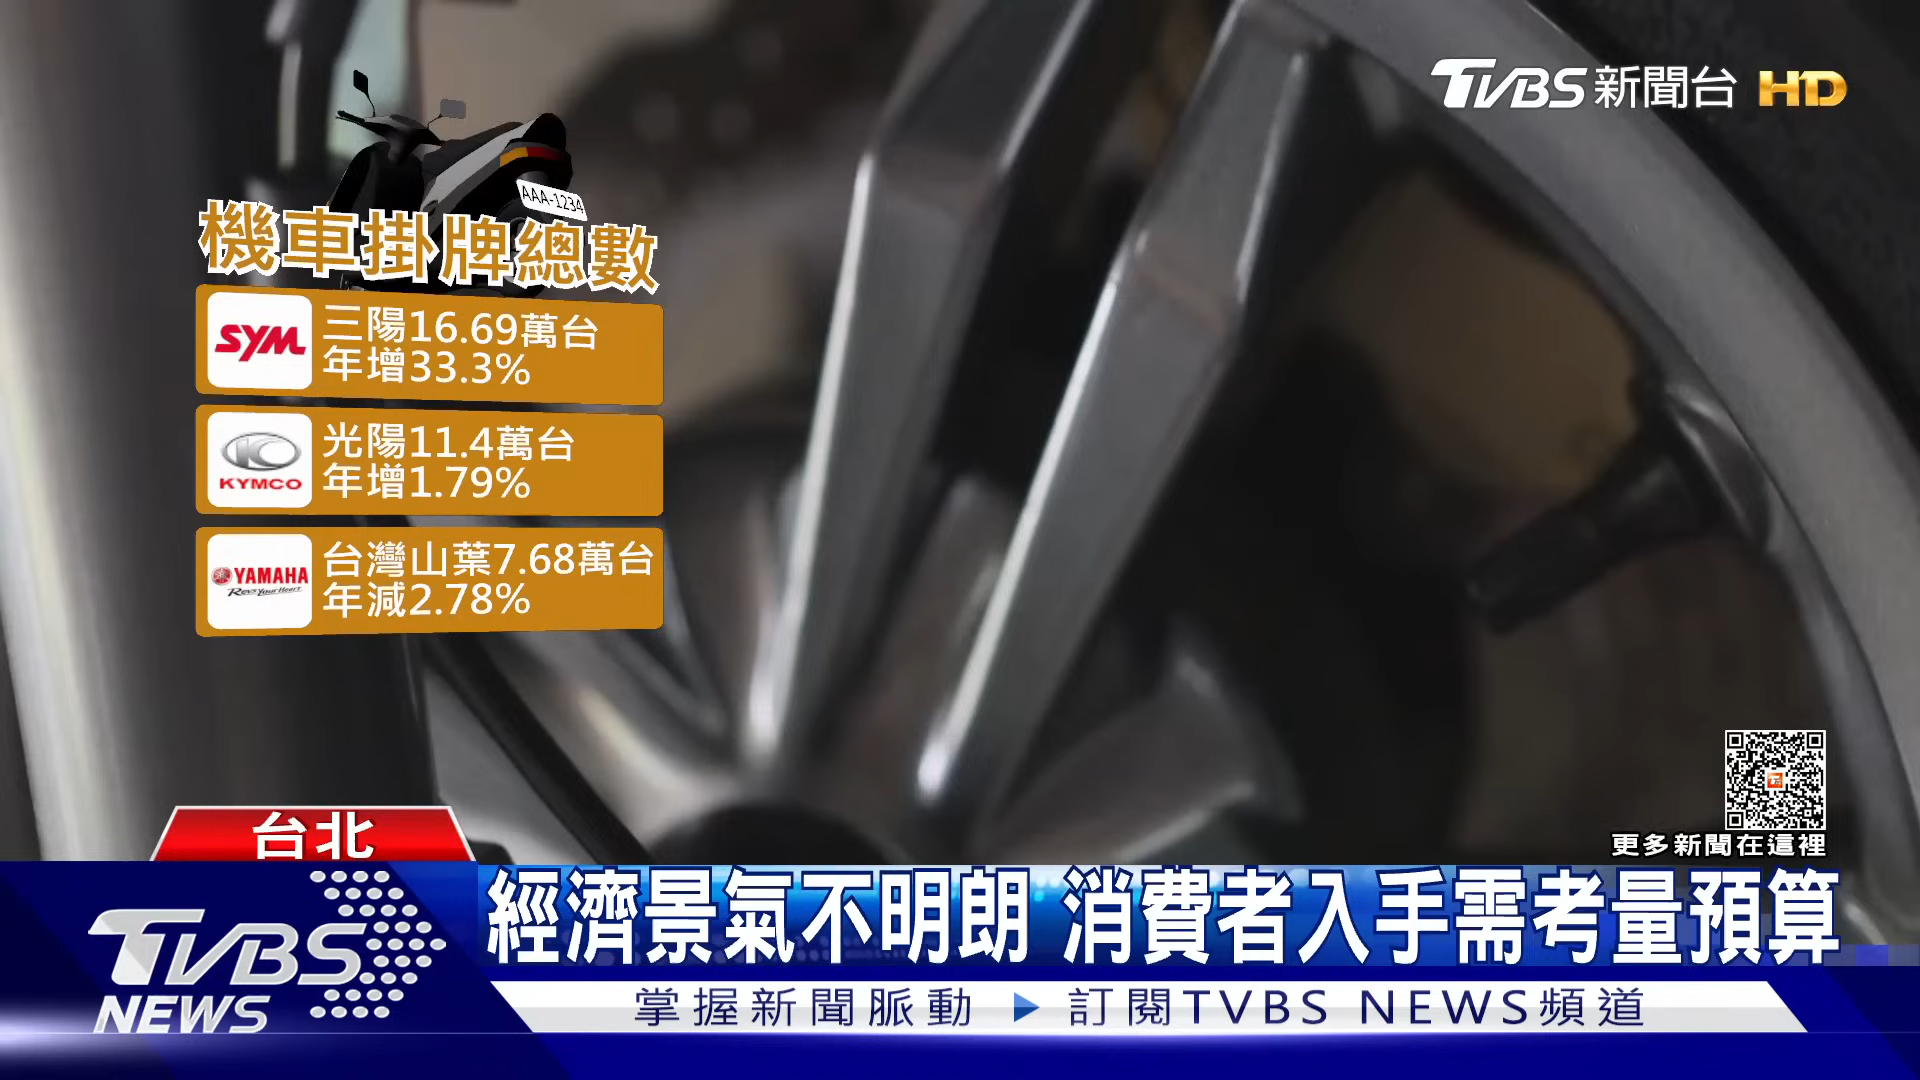 TVBS新聞台 HD
AAA-1234
機車掛牌總數
SYM
三陽16.69萬台
年增33.3%
KYMCO
光陽11.4萬台
年增1.79%
YAMAHA
Revs Your Heart
台灣山葉7.68萬台
年減2.78%
更多新聞在這裡
台北
經濟景氣不明朗 消費者入手需考量預算
TVBS
NEWS
掌握新聞脈動 ▶ 訂閱TVBS NEWS頻道